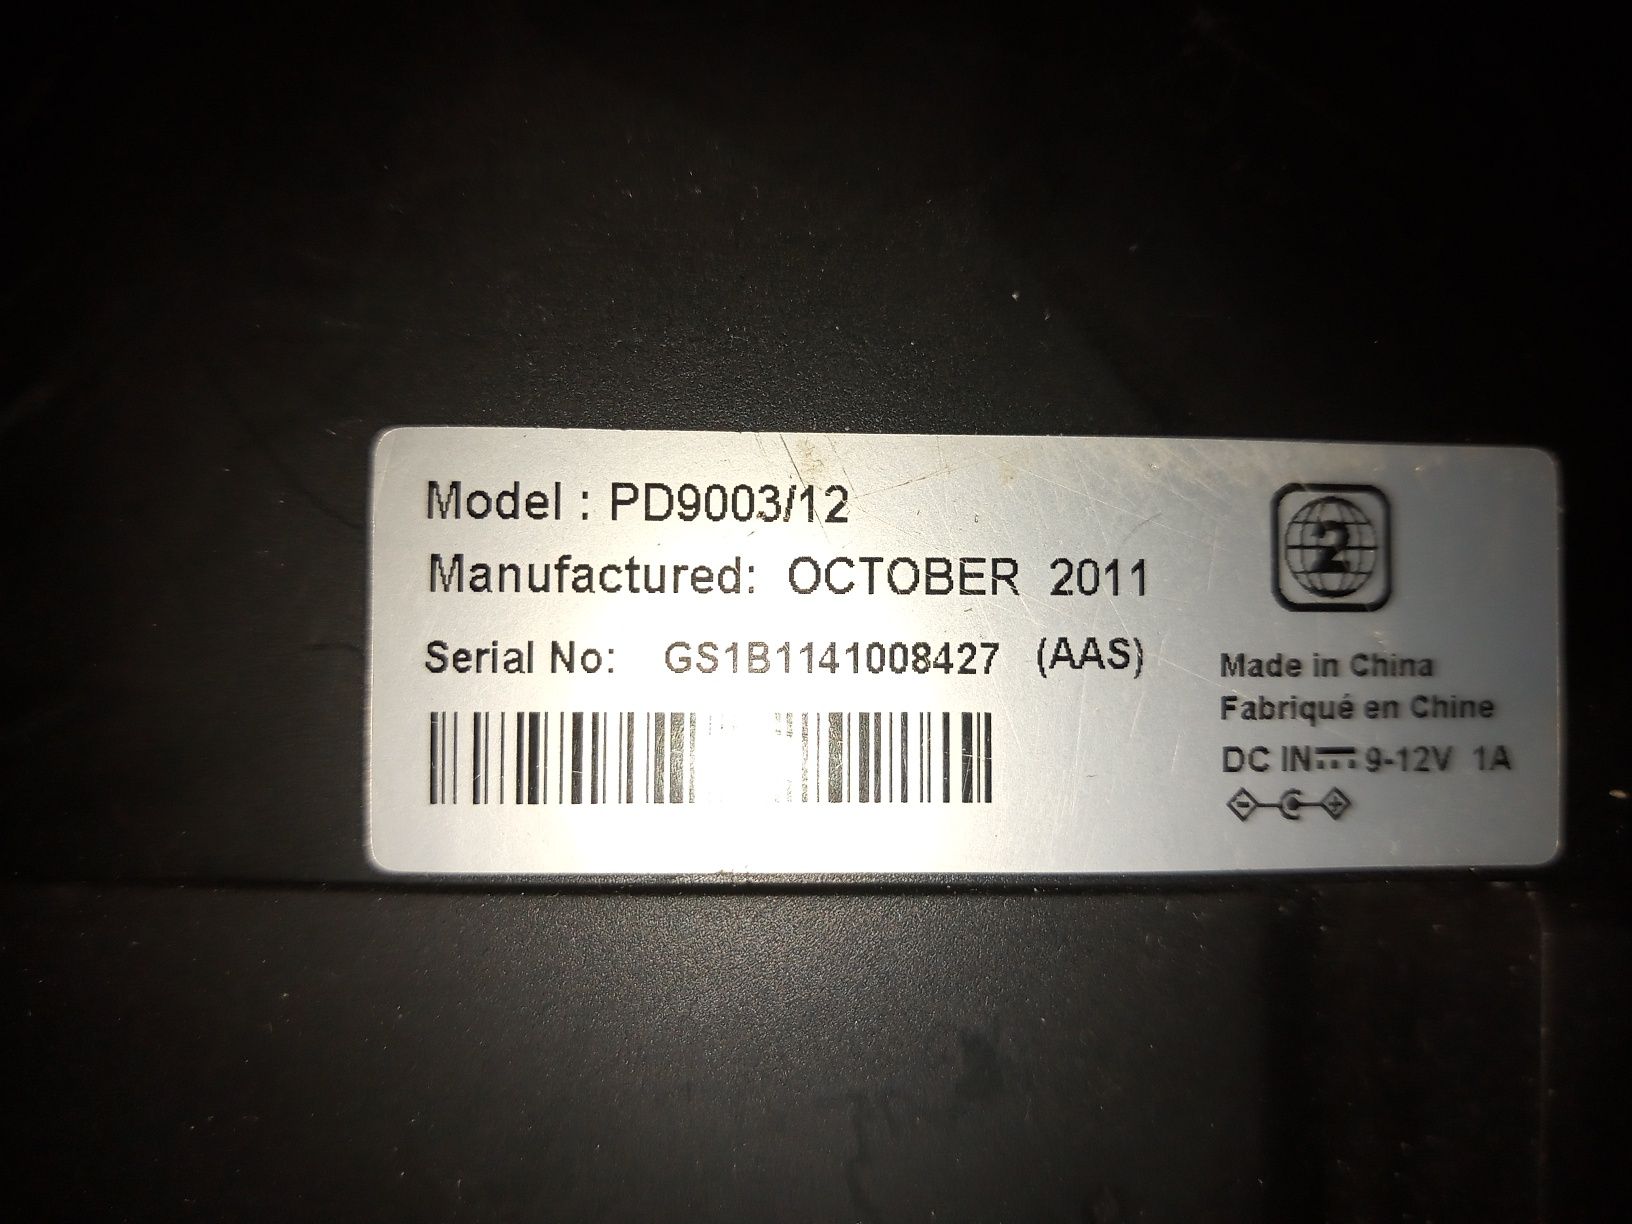 Model : PD9003/12
Manufactured: OCTOBER 2011
Serial No: GS1B1141008427 (AAS)
2
Made in China
Fabriqué en Chine
DC IN⎓9-12V 1A